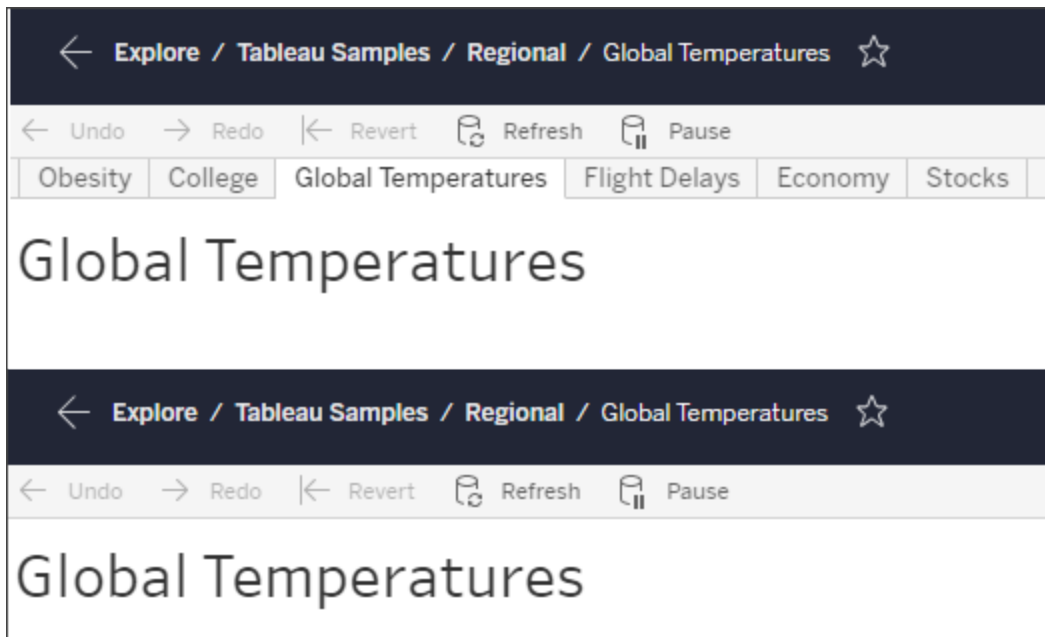 Explore / Tableau Samples / Regional / Global Temperatures
Undo Redo Revert Refresh Pause
Obesity College Global Temperatures Flight Delays Economy Stocks
Global Temperatures
Explore / Tableau Samples / Regional / Global Temperatures
Undo Redo Revert Refresh Pause
Global Temperatures